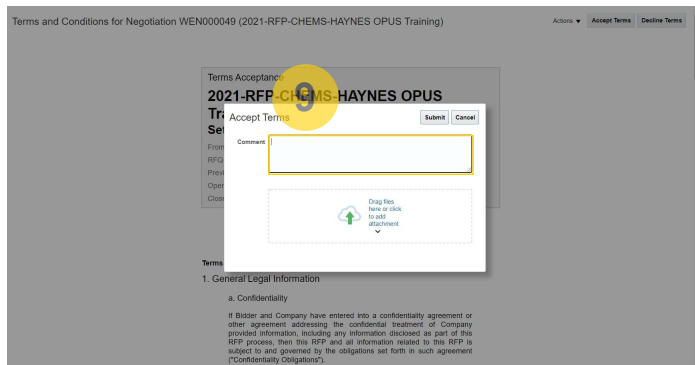 Terms and Conditions for Negotiation WEN000049 (2021-RFP-CHEMS-HAYNES OPUS Training)
Actions Accept Terms Decline Terms
Terms Acceptance
2021-RFP-CHEMS-HAYNES OPUS
9
Accept Terms
Submit Cancel
Comment
From
RFQ
Previ
Open
Close
Drag files
here or click
to add
attachment
Terms
1. General Legal Information
a. Confidentiality
If Bidder and Company have entered into a confidentiality agreement or
other agreement addressing the confidential treatment of Company
provided information, including any information disclosed as part of this
RFP process, then this RFP and all information related to this RFP is
subject to and governed by the obligations set forth in such agreement
("Confidentiality Obligations").